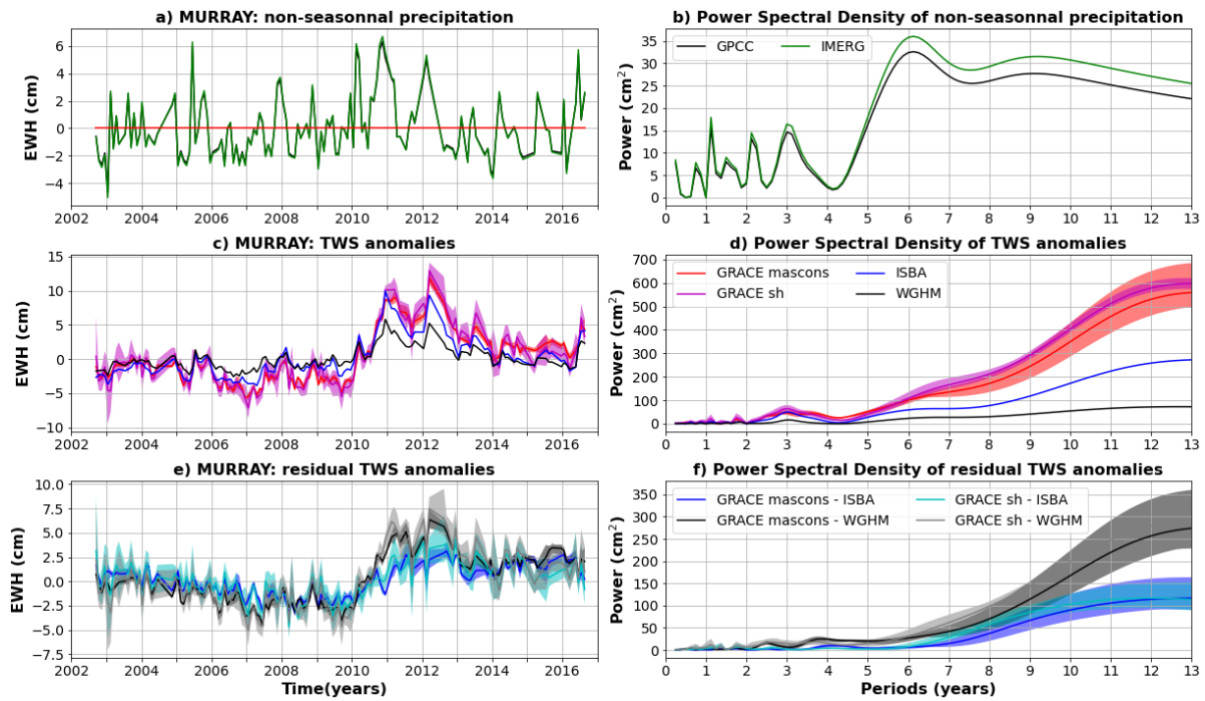 a) MURRAY: non-seasonnal precipitation
EWH (cm)
6
4
2
0
−2
−4
2002 2004 2006 2008 2010 2012 2014 2016
b) Power Spectral Density of non-seasonnal precipitation
GPCC IMERG
Power (cm²)
35
30
25
20
15
10
5
0
0 1 2 3 4 5 6 7 8 9 10 11 12 13
c) MURRAY: TWS anomalies
EWH (cm)
15
10
5
0
−5
−10
2002 2004 2006 2008 2010 2012 2014 2016
d) Power Spectral Density of TWS anomalies
GRACE mascons ISBA
GRACE sh WGHM
Power (cm²)
700
600
500
400
300
200
100
0
0 1 2 3 4 5 6 7 8 9 10 11 12 13
e) MURRAY: residual TWS anomalies
EWH (cm)
10.0
7.5
5.0
2.5
0.0
−2.5
−5.0
−7.5
2002 2004 2006 2008 2010 2012 2014 2016
Time(years)
f) Power Spectral Density of residual TWS anomalies
GRACE mascons - ISBA GRACE sh - ISBA
GRACE mascons - WGHM GRACE sh - WGHM
Power (cm²)
350
300
250
200
150
100
50
0
0 1 2 3 4 5 6 7 8 9 10 11 12 13
Periods (years)